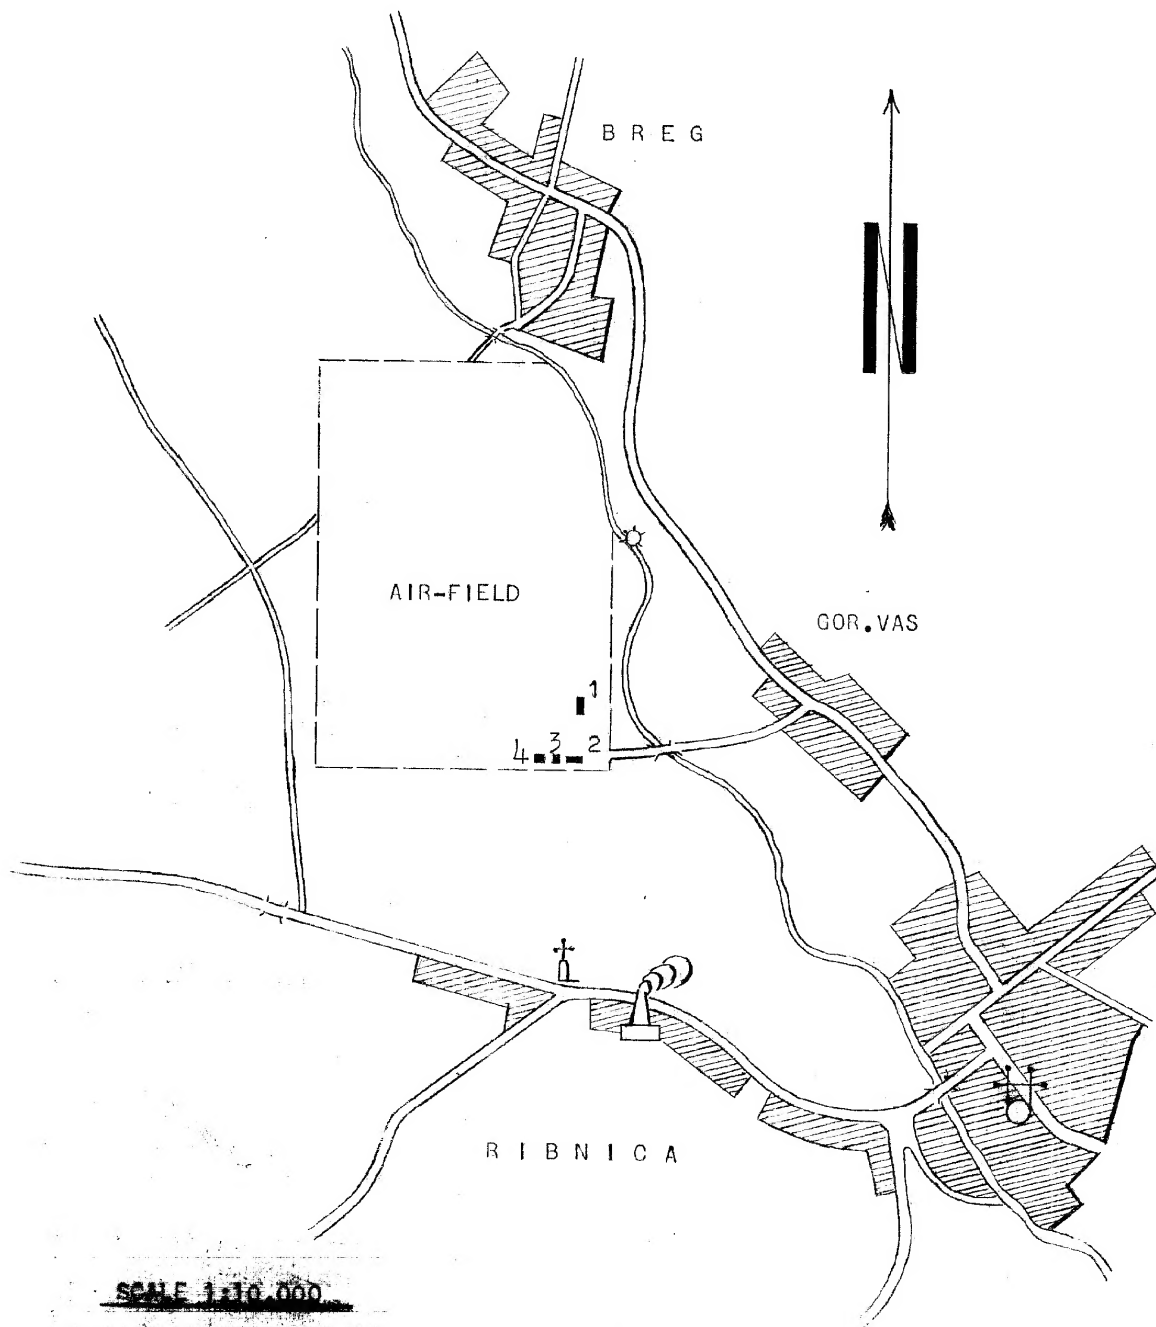 B R E G
AIR-FIELD
GOR.VAS
1
4 3 2
R I B N I C A
SCALE 1:10.000